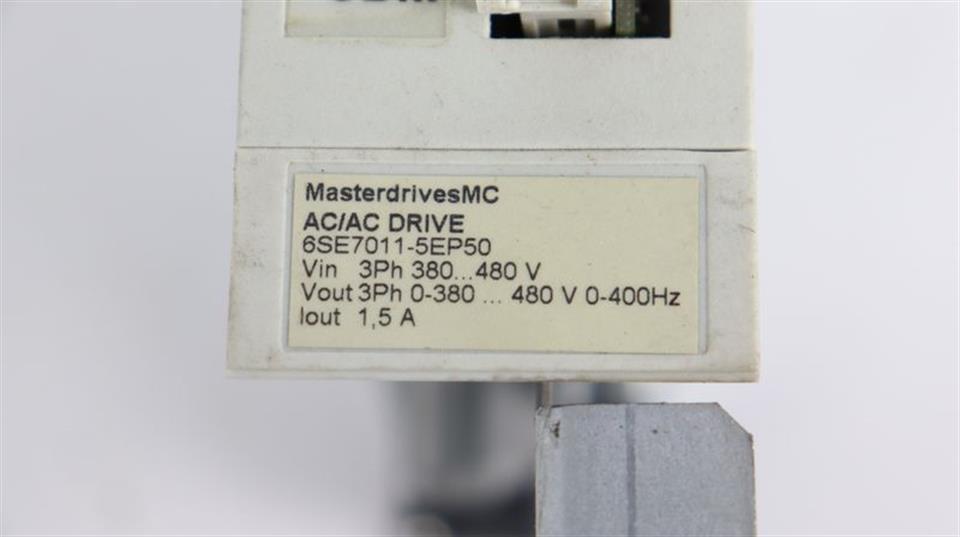 MasterdrivesMC
AC/AC DRIVE
6SE7011-5EP50
Vin 3Ph 380...480 V
Vout 3Ph 0-380 ... 480 V 0-400Hz
Iout 1,5 A